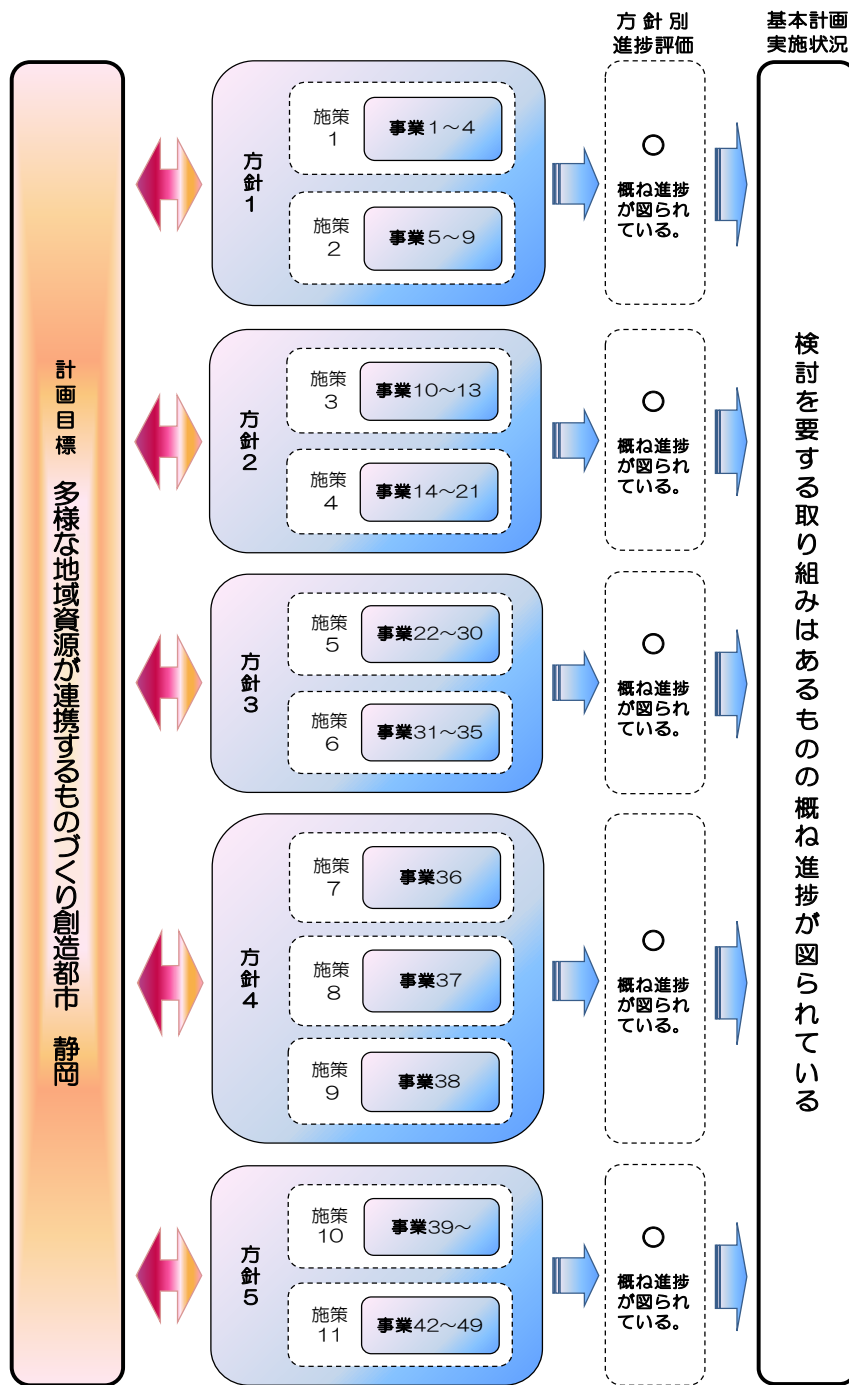 方針別
進捗評価
基本計画
実施状況
計画目標 多様な地域資源が連携するものづくり創造都市 静岡
方針1
施策
1
事業1～4
施策
2
事業5～9
○
概ね進捗
が図られ
ている。
方針2
施策
3
事業10～13
施策
4
事業14～21
○
概ね進捗
が図られ
ている。
方針3
施策
5
事業22～30
施策
6
事業31～35
○
概ね進捗
が図られ
ている。
方針4
施策
7
事業36
施策
8
事業37
施策
9
事業38
○
概ね進捗
が図られ
ている。
方針5
施策
10
事業39～
施策
11
事業42～49
○
概ね進捗
が図られ
ている。
検討を要する取り組みはあるものの概ね進捗が図られている